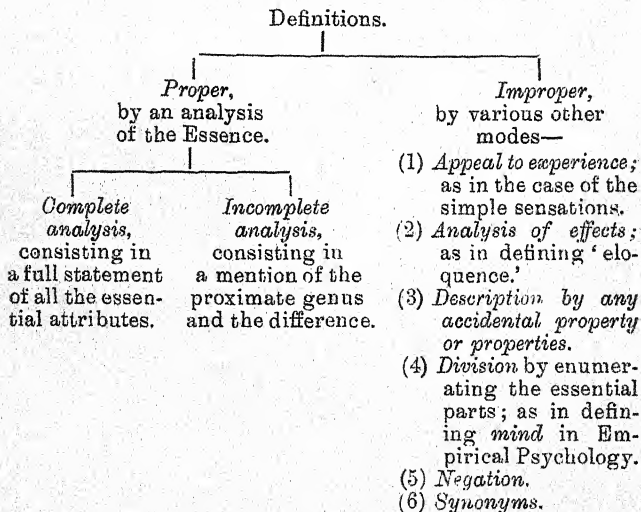 Definitions.
Proper,
by an analysis
of the Essence.
Complete
analysis,
consisting in
a full statement
of all the essen-
tial attributes.
Incomplete
analysis,
consisting in
a mention of the
proximate genus
and the difference.
Improper,
by various other
modes—
(1) Appeal to experience;
as in the case of the
simple sensations.
(2) Analysis of effects;
as in defining ‘elo-
quence.’
(3) Description by any
accidental property
or properties.
(4) Division by enumer-
ating the essential
parts; as in defin-
ing mind in Em-
pirical Psychology.
(5) Negation.
(6) Synonyms.